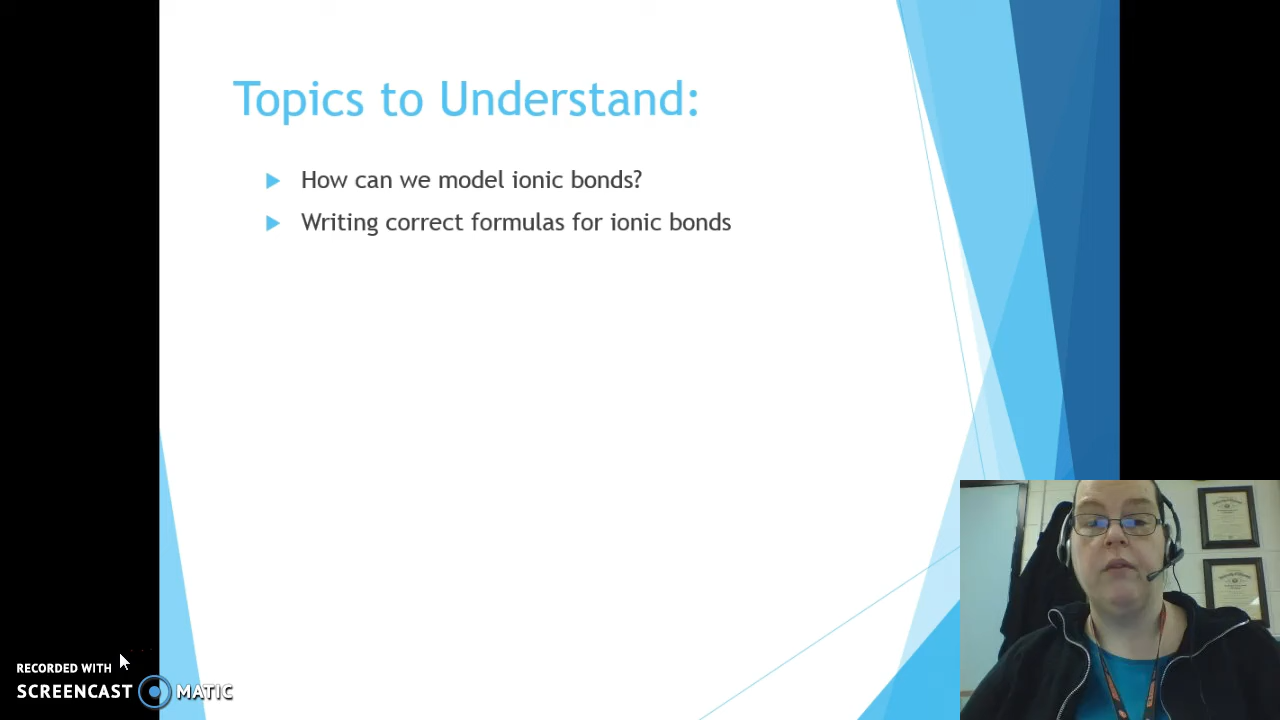 Topics to Understand:
How can we model ionic bonds?
Writing correct formulas for ionic bonds
RECORDED WITH
SCREENCAST MATIC